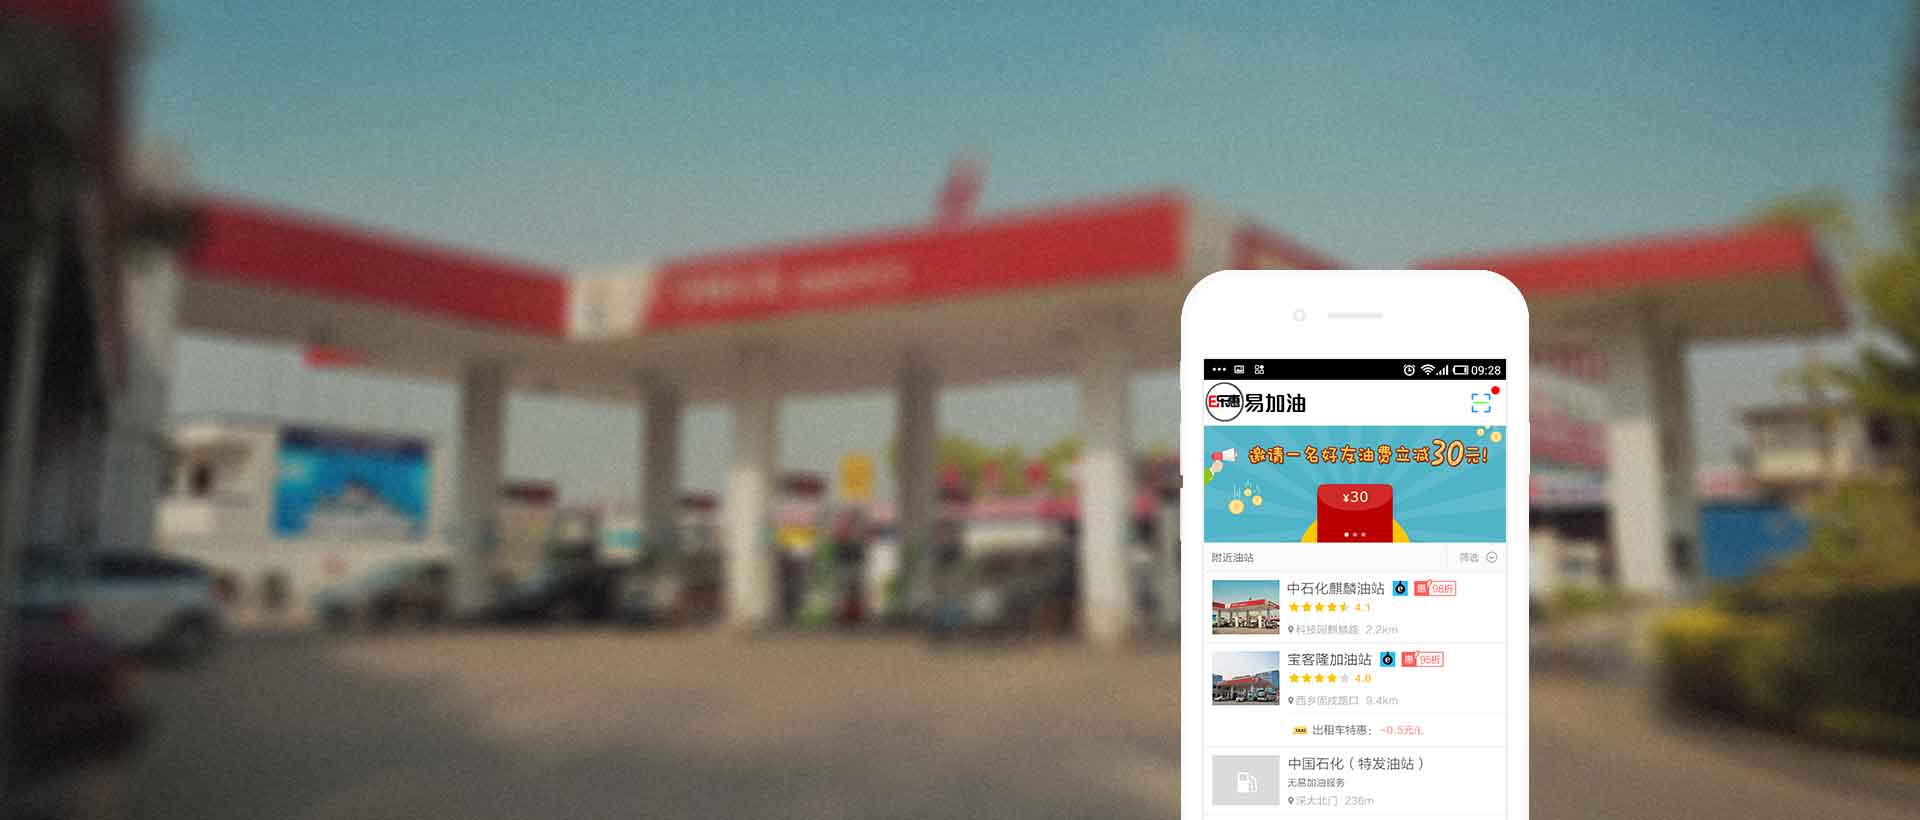 09:28
E乐惠 易加油
邀请一名好友油费立减30元!
¥30
附近油站 筛选
中石化麒麟油站 e 惠 98折
4.1
科技园麒麟路 2.2km
宝客隆加油站 e 惠 95折
4.0
西乡固戍路口 9.4km
TAXI 出租车特惠： -0.5元/L
中国石化（特发油站）
无易加油服务
深大北门 236m